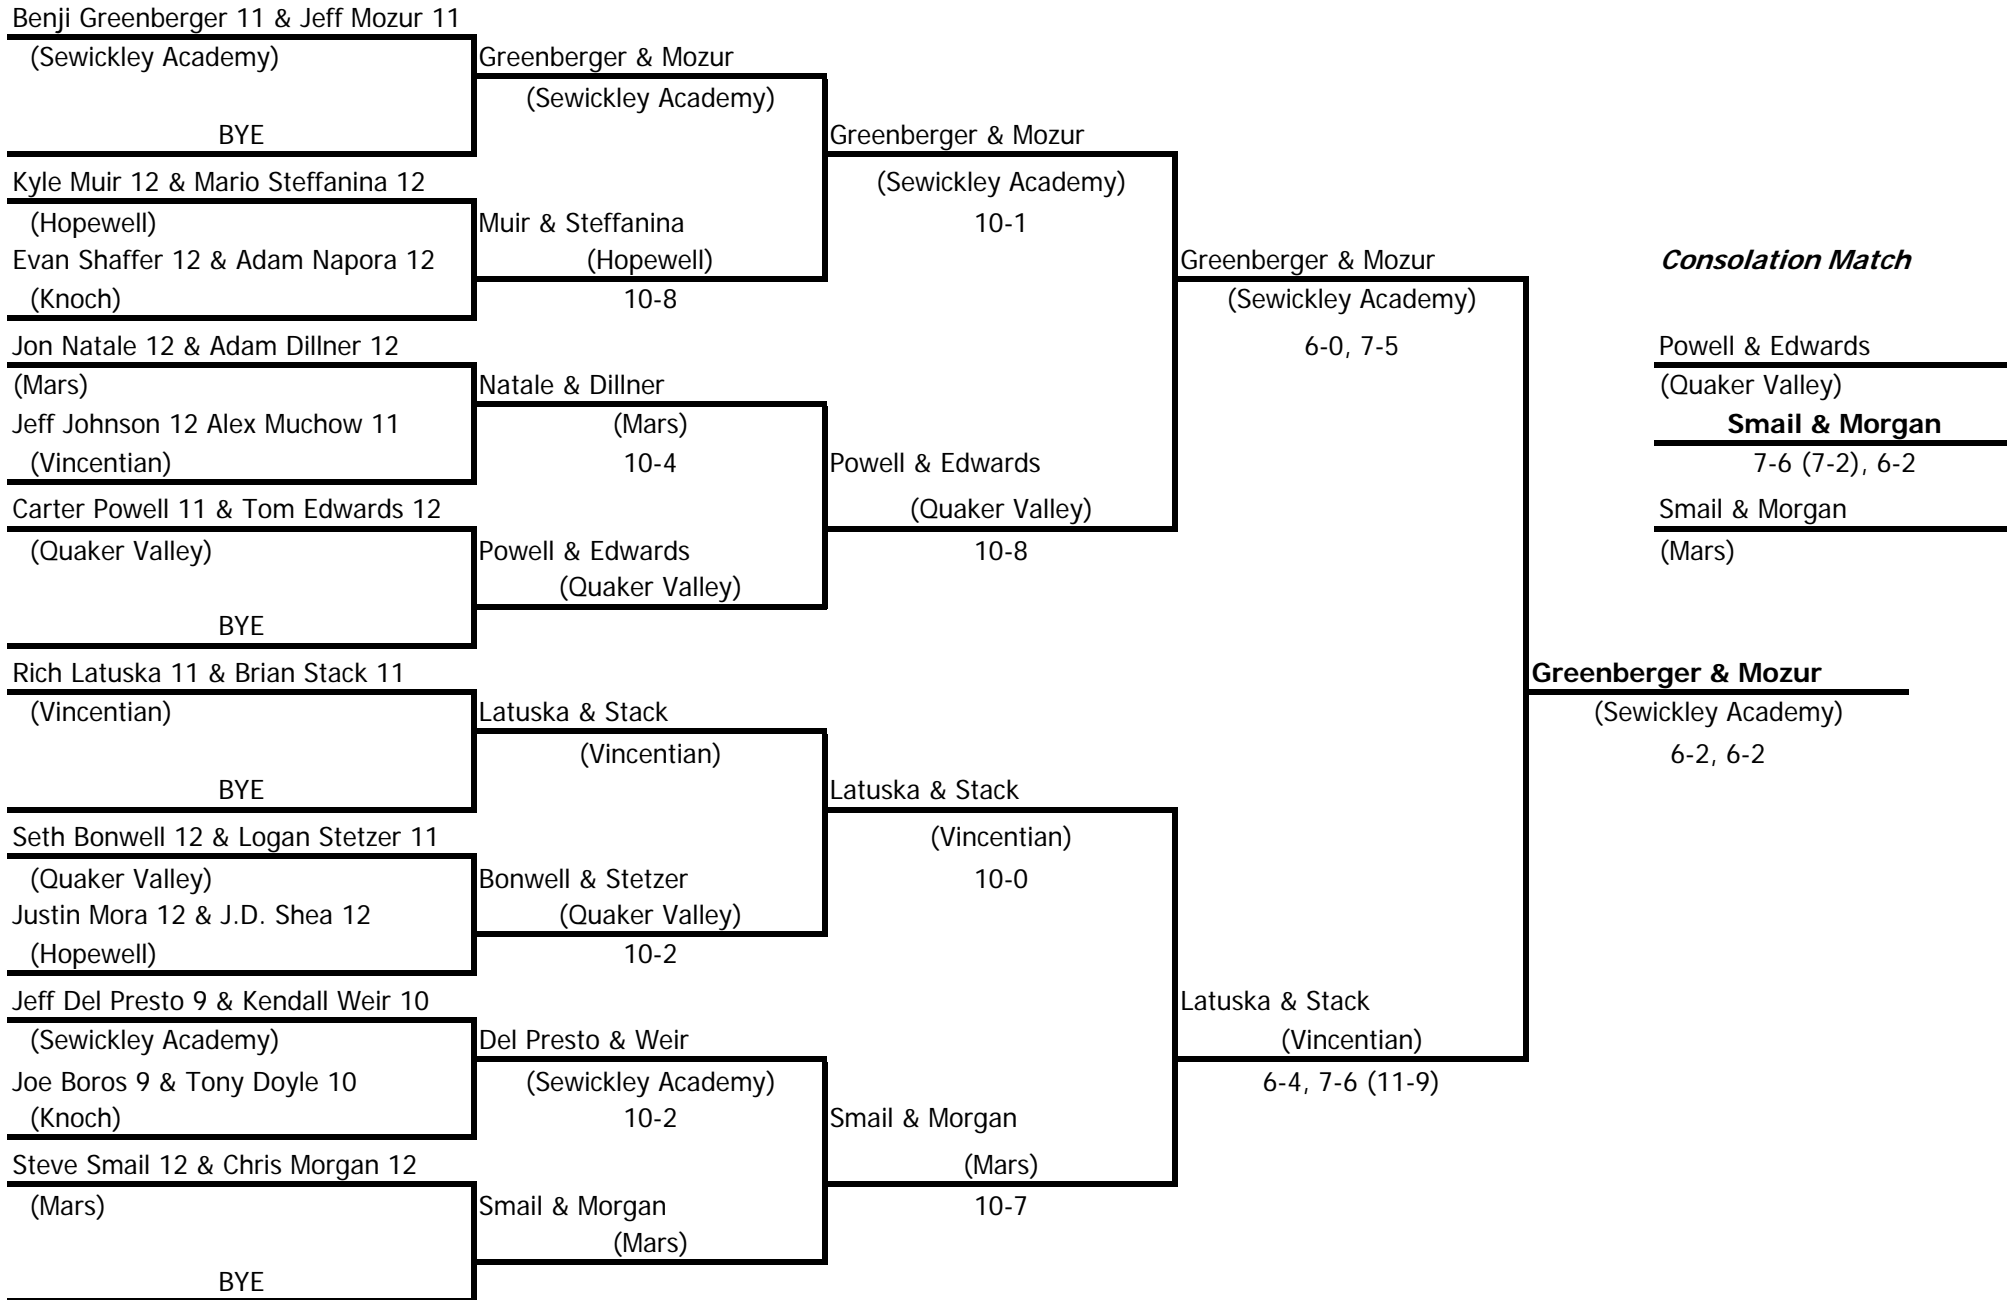 Benji Greenberger 11 & Jeff Mozur 11
(Sewickley Academy)
BYE
Kyle Muir 12 & Mario Steffanina 12
(Hopewell)
Evan Shaffer 12 & Adam Napora 12
(Knoch)
Jon Natale 12 & Adam Dillner 12
(Mars)
Jeff Johnson 12 Alex Muchow 11
(Vincentian)
Carter Powell 11 & Tom Edwards 12
(Quaker Valley)
BYE
Rich Latuska 11 & Brian Stack 11
(Vincentian)
BYE
Seth Bonwell 12 & Logan Stetzer 11
(Quaker Valley)
Justin Mora 12 & J.D. Shea 12
(Hopewell)
Jeff Del Presto 9 & Kendall Weir 10
(Sewickley Academy)
Joe Boros 9 & Tony Doyle 10
(Knoch)
Steve Smail 12 & Chris Morgan 12
(Mars)
BYE
Greenberger & Mozur
(Sewickley Academy)
Muir & Steffanina
(Hopewell)
10-8
Natale & Dillner
(Mars)
10-4
Powell & Edwards
(Quaker Valley)
Latuska & Stack
(Vincentian)
Bonwell & Stetzer
(Quaker Valley)
10-2
Del Presto & Weir
(Sewickley Academy)
10-2
Smail & Morgan
(Mars)
Greenberger & Mozur
(Sewickley Academy)
10-1
Powell & Edwards
(Quaker Valley)
10-8
Latuska & Stack
(Vincentian)
10-0
Smail & Morgan
(Mars)
10-7
Greenberger & Mozur
(Sewickley Academy)
6-0, 7-5
Latuska & Stack
(Vincentian)
6-4, 7-6 (11-9)
Greenberger & Mozur
(Sewickley Academy)
6-2, 6-2
Consolation Match
Powell & Edwards
(Quaker Valley)
Smail & Morgan
7-6 (7-2), 6-2
Smail & Morgan
(Mars)